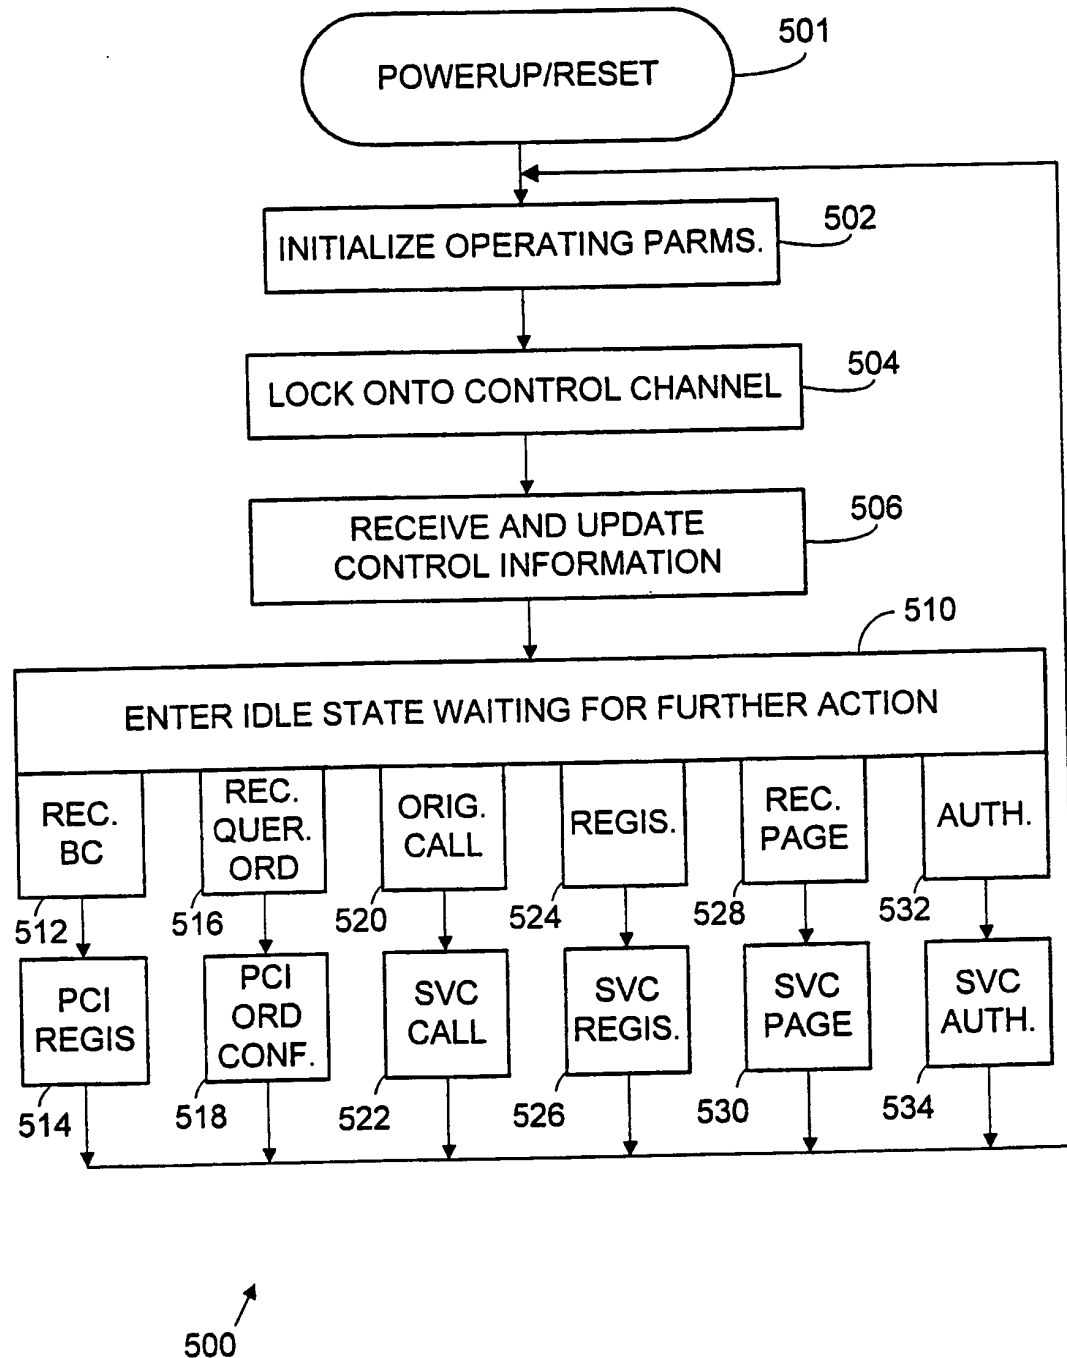 501
POWERUP/RESET
502
INITIALIZE OPERATING PARMS.
504
LOCK ONTO CONTROL CHANNEL
506
RECEIVE AND UPDATE
CONTROL INFORMATION
510
ENTER IDLE STATE WAITING FOR FURTHER ACTION
REC.
BC
REC.
QUER.
ORD
ORIG.
CALL
REGIS.
REC.
PAGE
AUTH.
512
516
520
524
528
532
PCI
REGIS
PCI
ORD
CONF.
SVC
CALL
SVC
REGIS.
SVC
PAGE
SVC
AUTH.
514
518
522
526
530
534
500